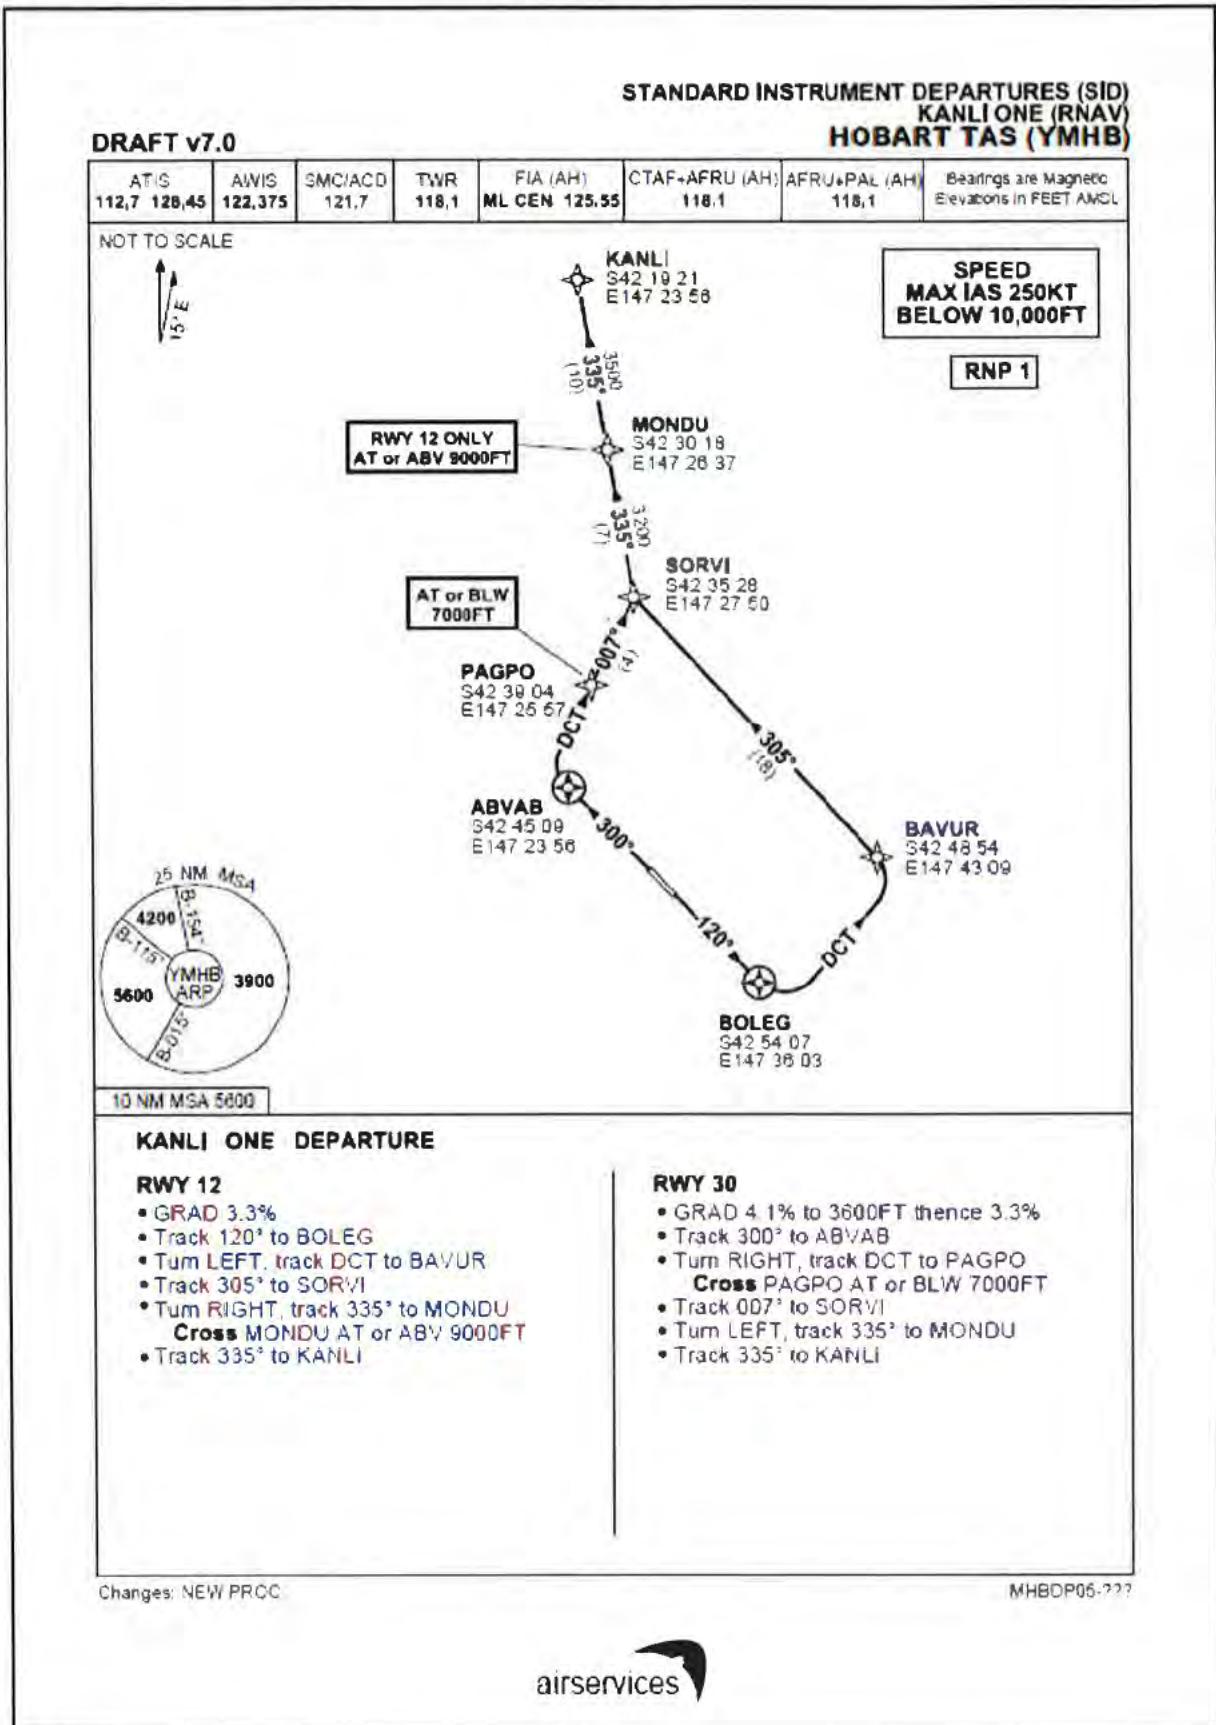 STANDARD INSTRUMENT DEPARTURES (SID)
KANLI ONE (RNAV)
DRAFT v7.0
HOBART TAS (YMHB)
ATIS
112,7 128,45
AWIS
122,375
SMC/ACD
121,7
TWR
118,1
FIA (AH)
ML CEN 125.55
CTAF+AFRU (AH)
118.1
AFRU+PAL (AH)
118,1
Bearings are Magnetic
Elevations in FEET AMSL
NOT TO SCALE
15° E
KANLI
S42 19 21
E147 23 56
SPEED
MAX IAS 250KT
BELOW 10,000FT
RNP 1
3500
335°
(10)
RWY 12 ONLY
AT or ABV 9000FT
MONDU
S42 30 18
E147 26 37
3200
335°
(7)
SORVI
S42 35 28
E147 27 50
AT or BLW
7000FT
007°
(4)
PAGPO
S42 39 04
E147 25 57
DCT
305°
(18)
ABVAB
S42 45 09
E147 23 56
300°
BAVUR
S42 48 54
E147 43 09
120°
DCT
BOLEG
S42 54 07
E147 36 03
25 NM MSA
4200
B-154°
B-115°
YMHB
ARP
3900
5600
B-015°
10 NM MSA 5600
KANLI ONE DEPARTURE
RWY 12
• GRAD 3.3%
• Track 120° to BOLEG
• Turn LEFT, track DCT to BAVUR
• Track 305° to SORVI
• Turn RIGHT, track 335° to MONDU
Cross MONDU AT or ABV 9000FT
• Track 335° to KANLI
RWY 30
• GRAD 4.1% to 3600FT thence 3.3%
• Track 300° to ABVAB
• Turn RIGHT, track DCT to PAGPO
Cross PAGPO AT or BLW 7000FT
• Track 007° to SORVI
• Turn LEFT, track 335° to MONDU
• Track 335° to KANLI
Changes: NEW PROC
MHBDP05-???
airservices